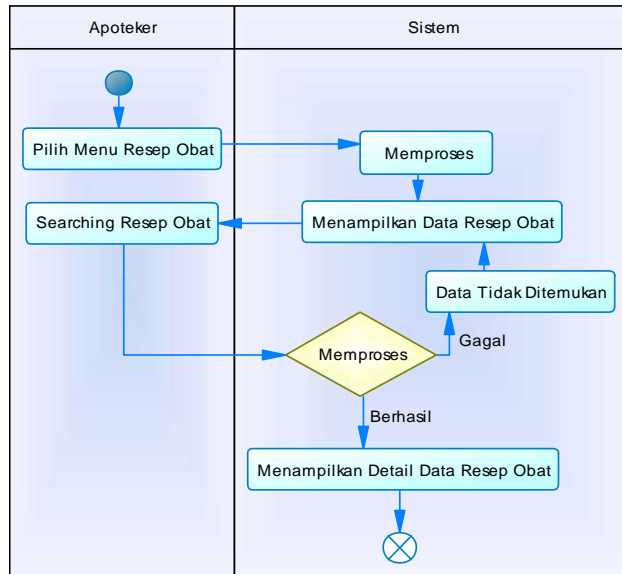 Apoteker
Sistem
Pilih Menu Resep Obat
Memproses
Searching Resep Obat
Menampilkan Data Resep Obat
Data Tidak Ditemukan
Memproses
Gagal
Berhasil
Menampilkan Detail Data Resep Obat